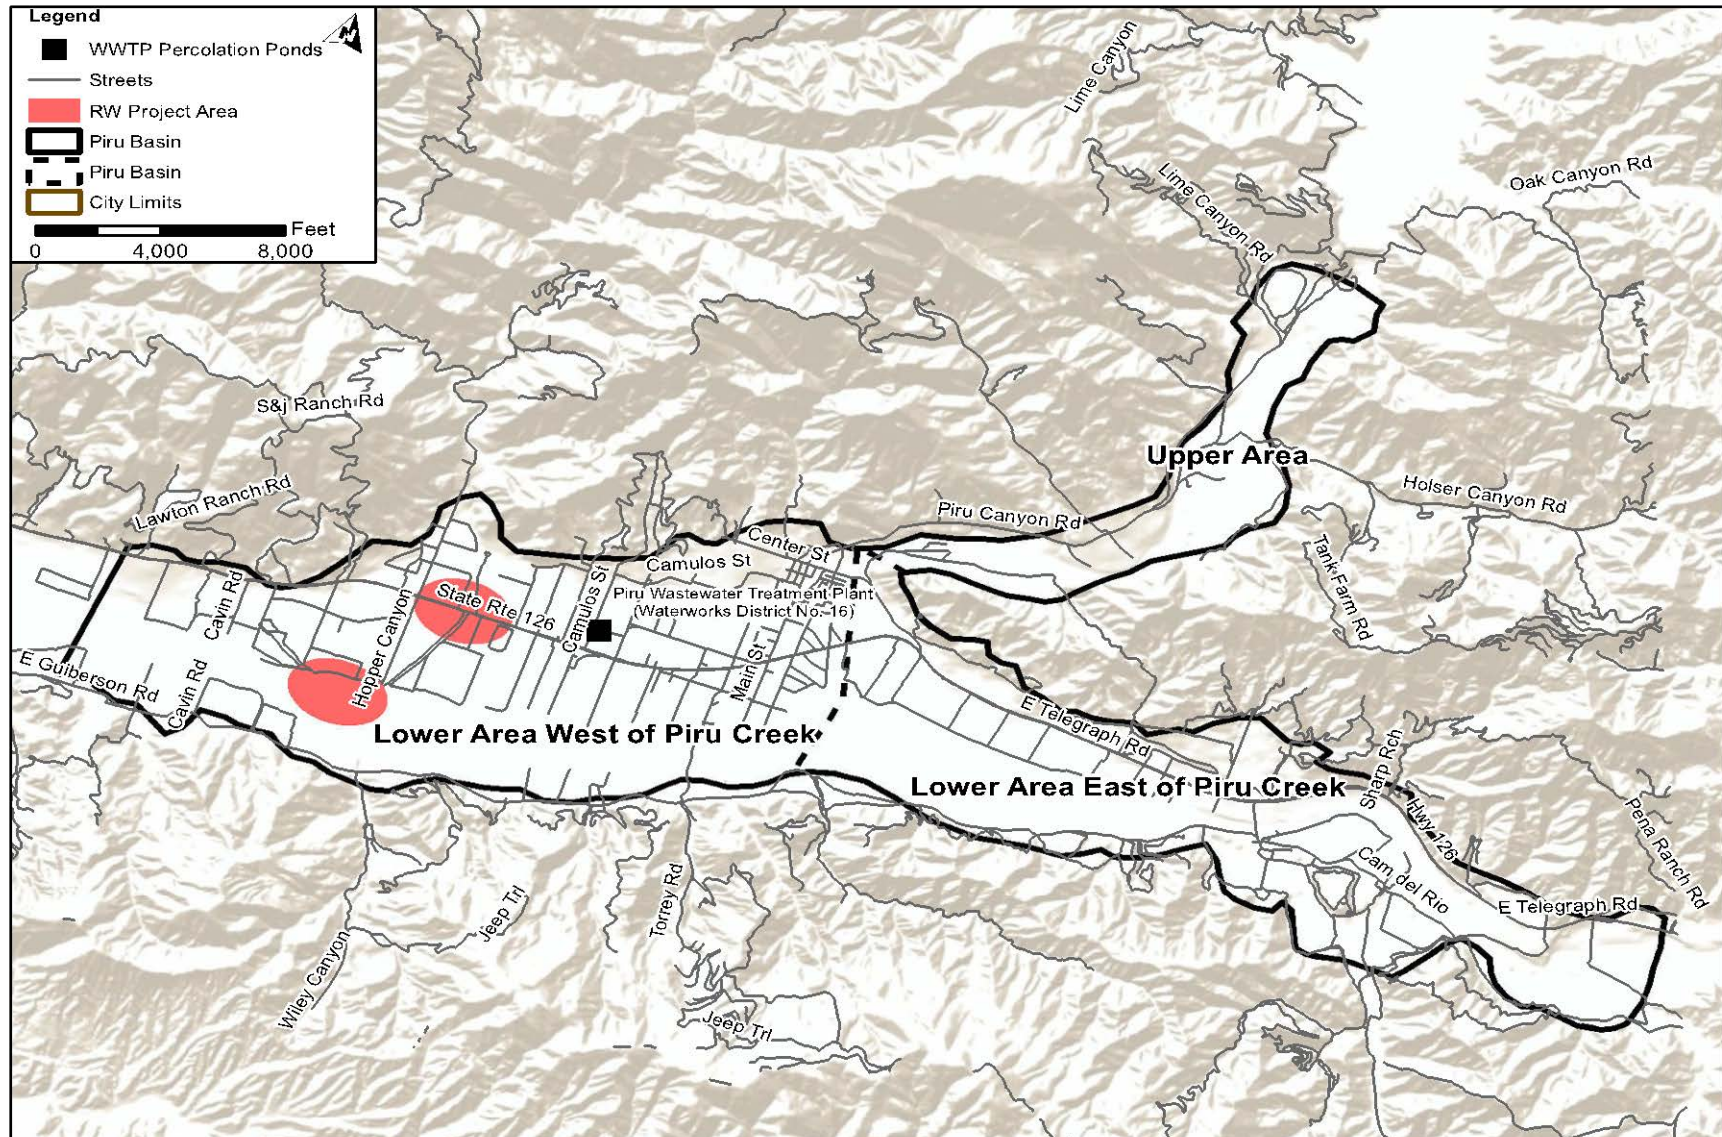 Legend
N
WWTP Percolation Ponds
Streets
RW Project Area
Piru Basin
Piru Basin
City Limits
Feet
0 4,000 8,000
Lime Canyon
Lime Canyon Rd
Oak Canyon Rd
S&j Ranch Rd
Lawton Ranch Rd
Upper Area
Holser Canyon Rd
Piru Canyon Rd
Tank Farm Rd
Center St
Camulos St
Camulos St
Cavin Rd
Hopper Canyon
State Rte 126
Piru Wastewater Treatment Plant
(Waterworks District No. 16)
Main St
E Guiberson Rd
Cavin Rd
Lower Area West of Piru Creek
E Telegraph Rd
Lower Area East of Piru Creek
Sharp Rch
Hwy 126
Pena Ranch Rd
Cam del Rio
E Telegraph Rd
Torrey Rd
Jeep Trl
Wiley Canyon
Jeep Trl